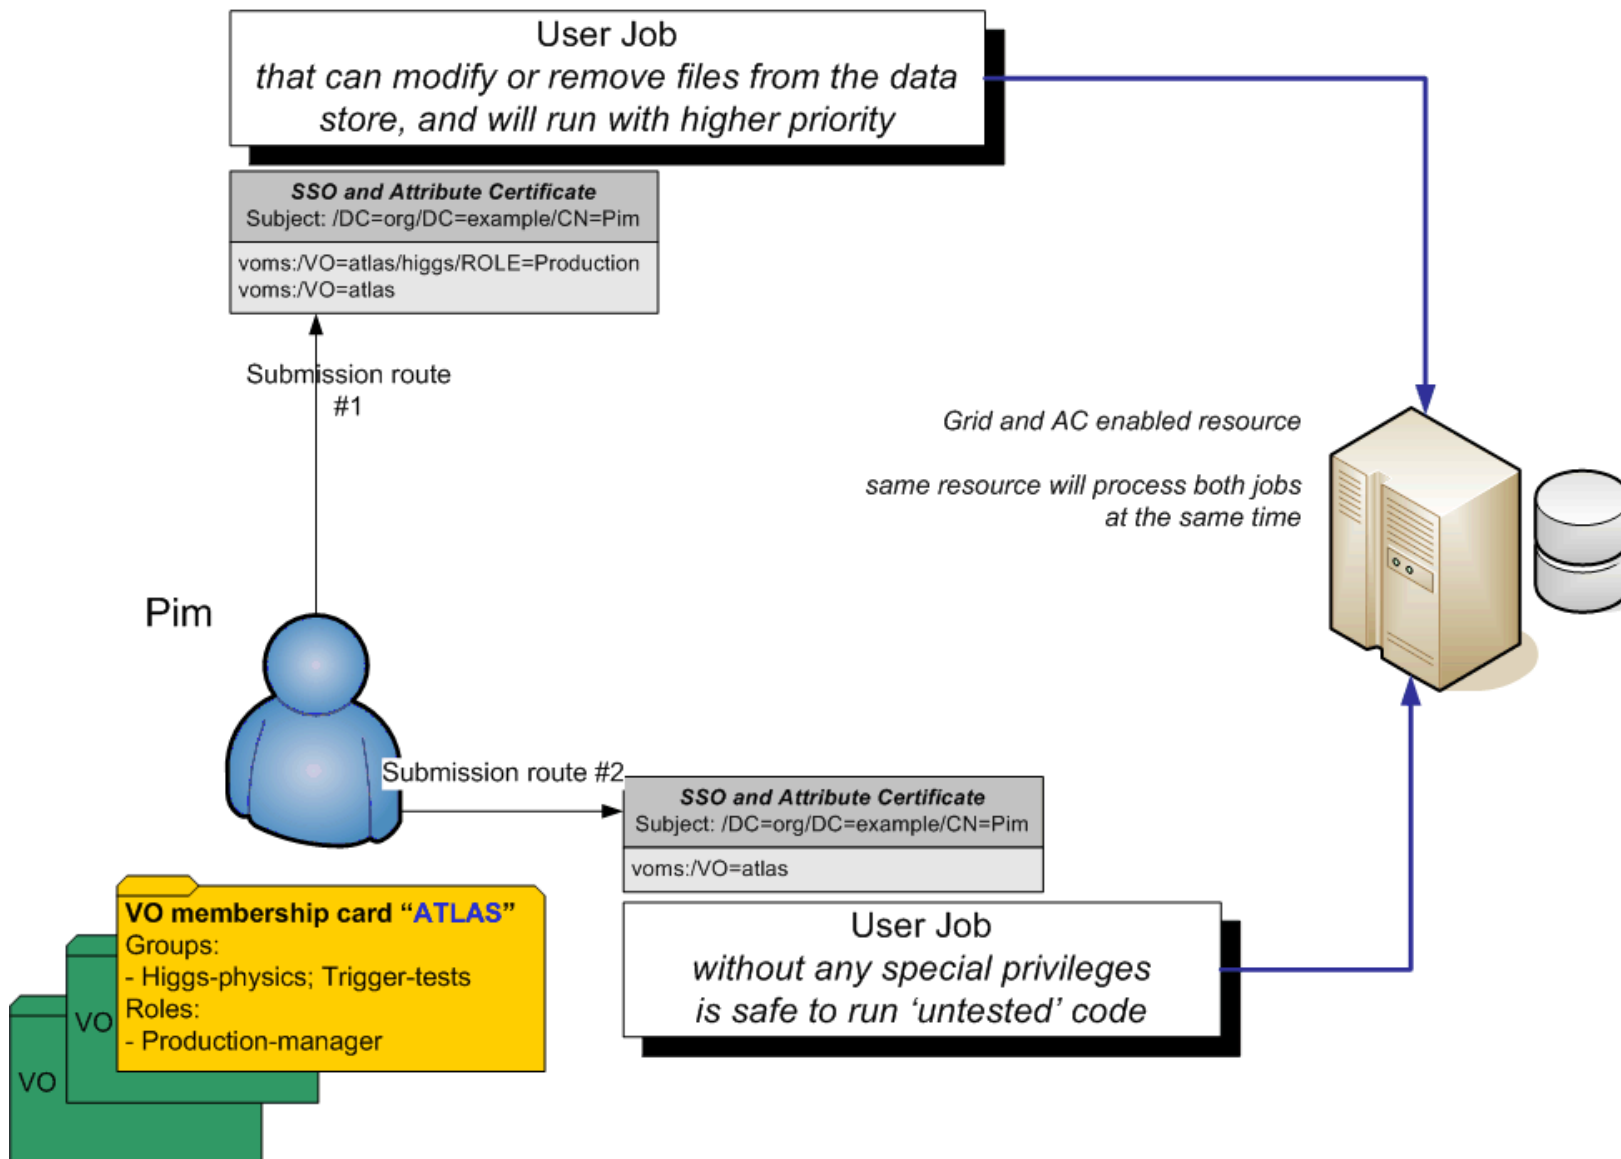 User Job
that can modify or remove files from the data
store, and will run with higher priority
SSO and Attribute Certificate
Subject: /DC=org/DC=example/CN=Pim
voms:/VO=atlas/higgs/ROLE=Production
voms:/VO=atlas
Submission route
#1
Grid and AC enabled resource
same resource will process both jobs
at the same time
Pim
Submission route #2
SSO and Attribute Certificate
Subject: /DC=org/DC=example/CN=Pim
voms:/VO=atlas
User Job
without any special privileges
is safe to run ‘untested’ code
VO membership card “ATLAS”
Groups:
- Higgs-physics; Trigger-tests
Roles:
- Production-manager
VO
VO